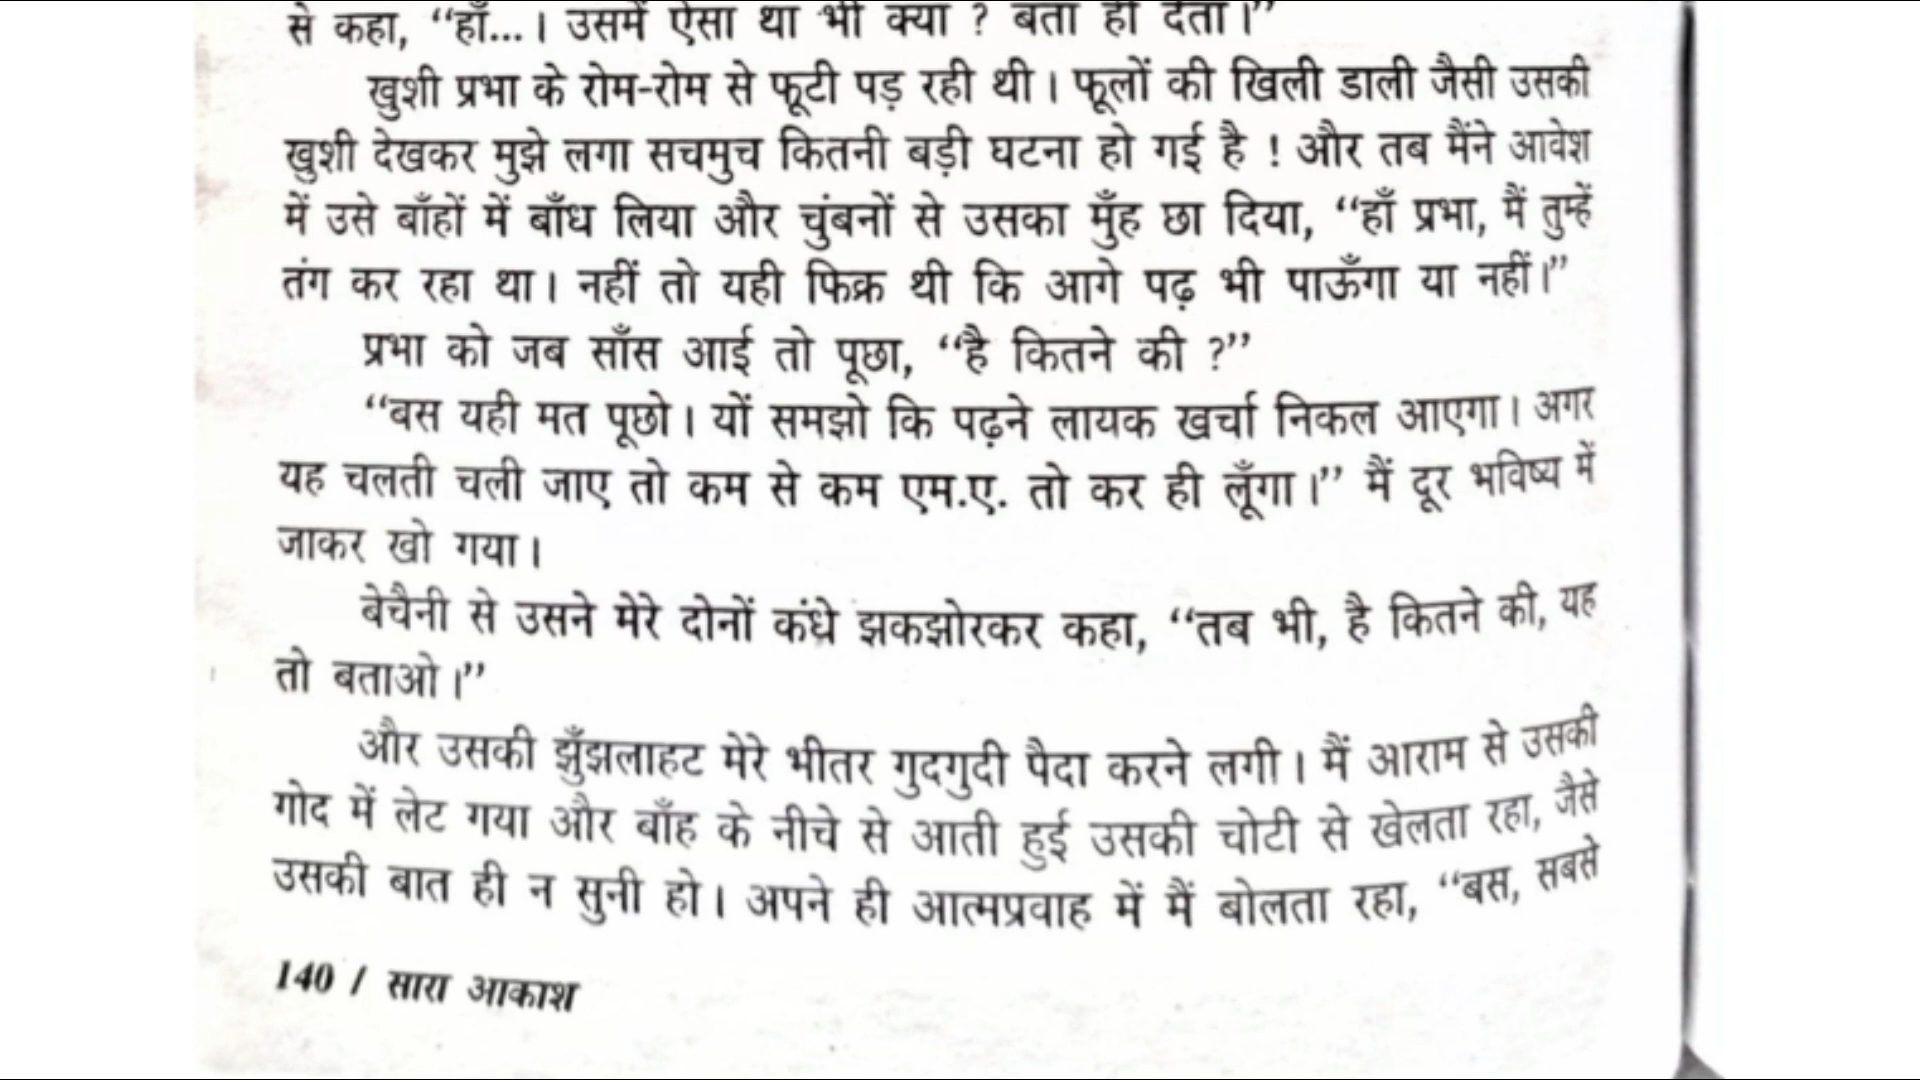 से कहा, “हाँ...। उसमें ऐसा था भी क्या ? बता ही देता।”
खुशी प्रभा के रोम-रोम से फूटी पड़ रही थी। फूलों की खिली डाली जैसी उसकी
खुशी देखकर मुझे लगा सचमुच कितनी बड़ी घटना हो गई है ! और तब मैंने आवेश
में उसे बाँहों में बाँध लिया और चुंबनों से उसका मुँह छा दिया, “हाँ प्रभा, मैं तुम्हें
तंग कर रहा था। नहीं तो यही फिक्र थी कि आगे पढ़ भी पाऊँगा या नहीं।”
प्रभा को जब साँस आई तो पूछा, “है कितने की ?”
“बस यही मत पूछो। यों समझो कि पढ़ने लायक खर्चा निकल आएगा। अगर
यह चलती चली जाए तो कम से कम एम.ए. तो कर ही लूँगा।” मैं दूर भविष्य में
जाकर खो गया।
बेचैनी से उसने मेरे दोनों कंधे झकझोरकर कहा, “तब भी, है कितने की, यह
तो बताओ।”
और उसकी झुँझलाहट मेरे भीतर गुदगुदी पैदा करने लगी। मैं आराम से उसकी
गोद में लेट गया और बाँह के नीचे से आती हुई उसकी चोटी से खेलता रहा, जैसे
उसकी बात ही न सुनी हो। अपने ही आत्मप्रवाह में मैं बोलता रहा, “बस, सबसे
140 / सारा आकाश